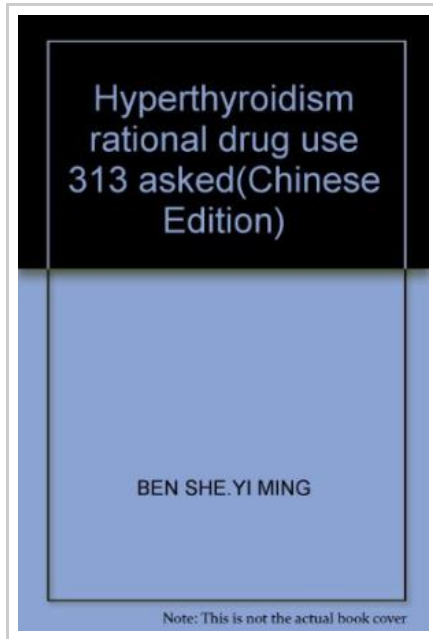 Hyperthyroidism
rational drug use
313 asked(Chinese
Edition)
BEN SHE.YI MING
Note: This is not the actual book cover